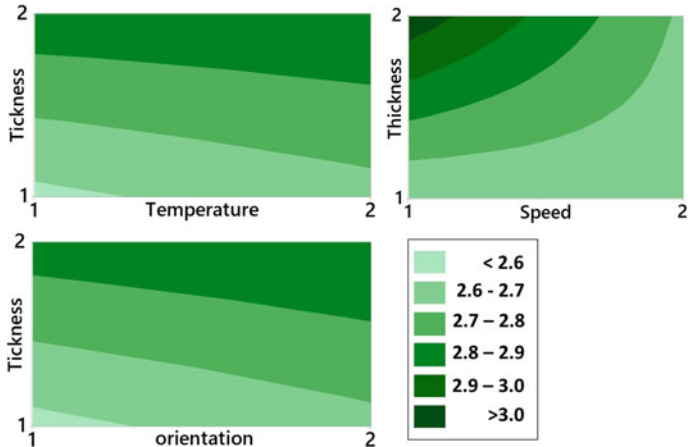 2
Tickness
1
1
Temperature
2
2
Thickness
1
1
Speed
2
2
Tickness
1
1
orientation
2
< 2.6
2.6 - 2.7
2.7 – 2.8
2.8 – 2.9
2.9 – 3.0
>3.0